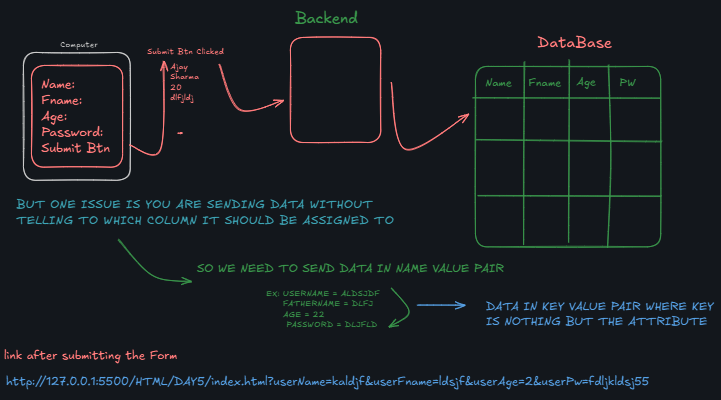 Backend
Computer
Submit Btn Clicked
DataBase
Ajay
Sharma
20
dlfjldj
Name:
Fname:
Age:
Password:
Submit Btn
Name Fname Age PW
BUT ONE ISSUE IS YOU ARE SENDING DATA WITHOUT
TELLING TO WHICH COLUMN IT SHOULD BE ASSIGNED TO
SO WE NEED TO SEND DATA IN NAME VALUE PAIR
EX: USERNAME = ALDSJDF
FATHERNAME = DLFJ
AGE = 22
PASSWORD = DLJFLD
DATA IN KEY VALUE PAIR WHERE KEY
IS NOTHING BUT THE ATTRIBUTE
link after submitting the Form
http://127.0.0.1:5500/HTML/DAY5/index.html?userName=kaldjf&userFname=ldsjf&userAge=2&userPw=fdljkldsj55